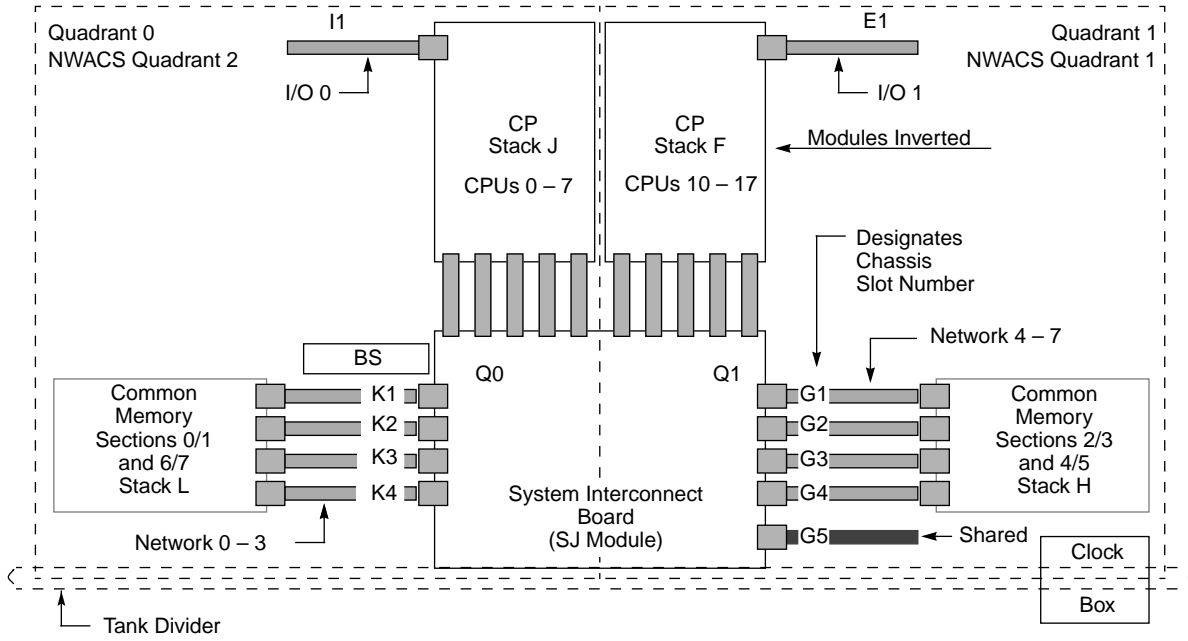 Quadrant 0
NWACS Quadrant 2
I1
I/O 0
E1
I/O 1
Quadrant 1
NWACS Quadrant 1
CP
Stack J
CPUs 0 – 7
CP
Stack F
CPUs 10 – 17
Modules Inverted
Designates
Chassis
Slot Number
Network 4 – 7
BS
Q0
Q1
Common
Memory
Sections 0/1
and 6/7
Stack L
K1
K2
K3
K4
G1
G2
G3
G4
G5
Common
Memory
Sections 2/3
and 4/5
Stack H
System Interconnect
Board
(SJ Module)
Network 0 – 3
Shared
Clock
Box
Tank Divider